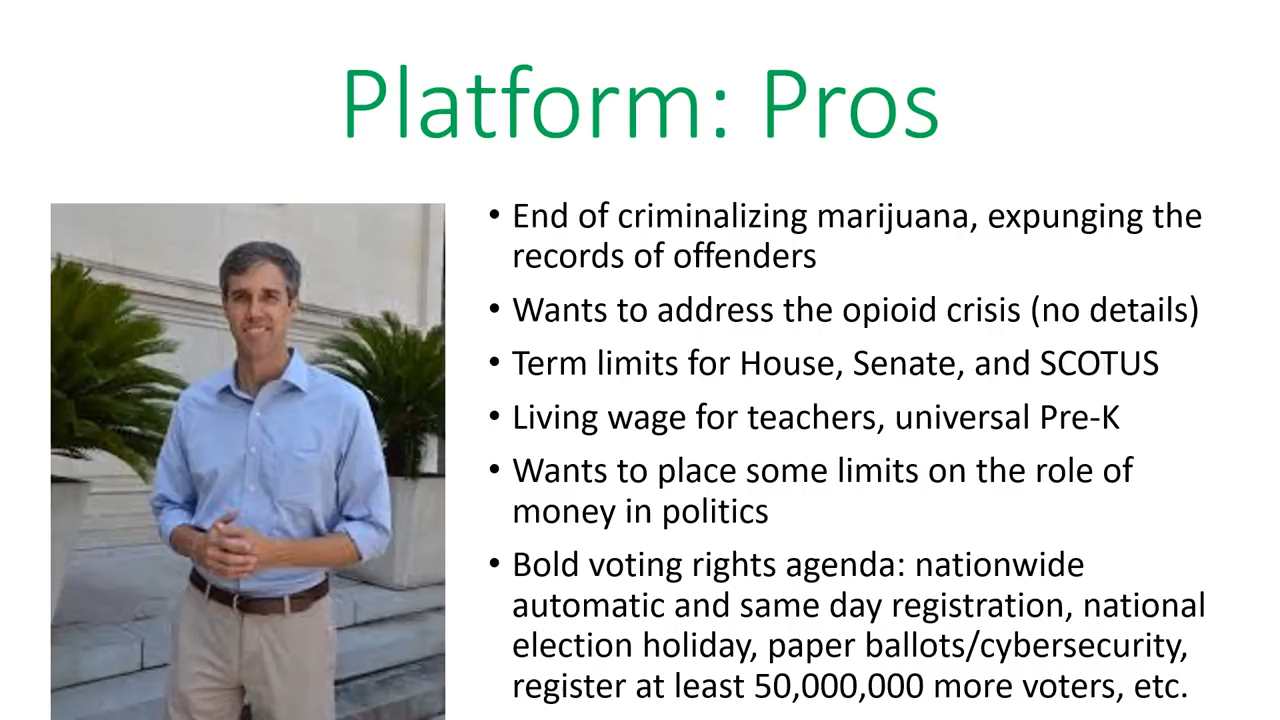 Platform: Pros
• End of criminalizing marijuana, expunging the
records of offenders
• Wants to address the opioid crisis (no details)
• Term limits for House, Senate, and SCOTUS
• Living wage for teachers, universal Pre-K
• Wants to place some limits on the role of
money in politics
• Bold voting rights agenda: nationwide
automatic and same day registration, national
election holiday, paper ballots/cybersecurity,
register at least 50,000,000 more voters, etc.